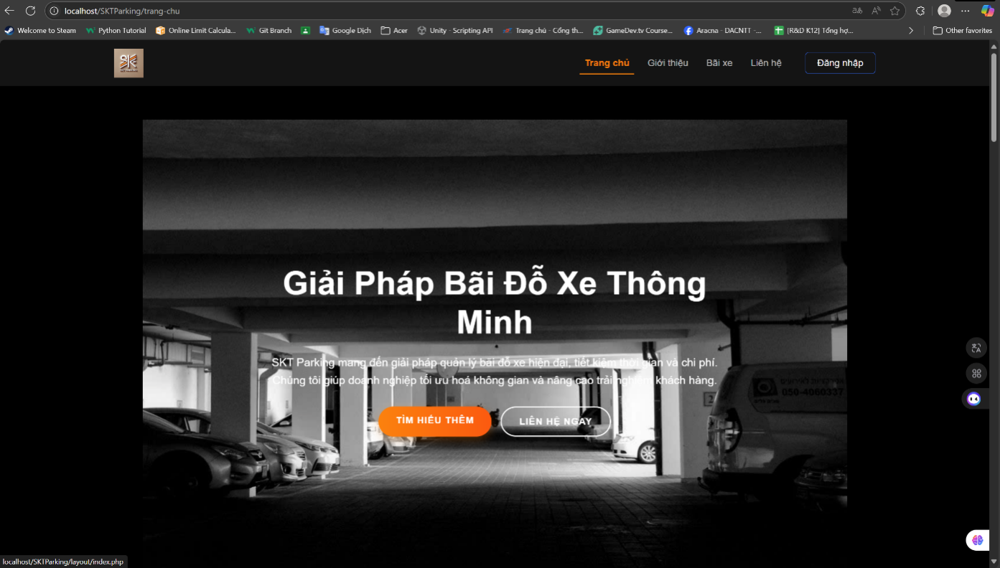 localhost/SKTParking/trang-chu
Welcome to Steam
Python Tutorial
Online Limit Calcula...
Git Branch
Google Dịch
Acer
Unity - Scripting API
Trang chủ - Cổng th...
GameDev.tv Course...
Aracna - DACNTT -...
[R&D K12] Tổng hợ...
Other favorites
SKT PARKING
Trang chủ
Giới thiệu
Bãi xe
Liên hệ
Đăng nhập
Giải Pháp Bãi Đỗ Xe Thông
Minh
SKT Parking mang đến giải pháp quản lý bãi đỗ xe hiện đại, tiết kiệm thời gian và chi phí.
Chúng tôi giúp doanh nghiệp tối ưu hoá không gian và nâng cao trải nghiệm khách hàng.
TÌM HIỂU THÊM
LIÊN HỆ NGAY
050-4060337
2
localhost/SKTParking/layout/index.php